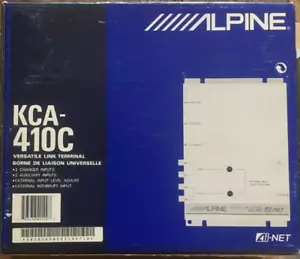 ALPINE
KCA-
410C
VERSATILE LINK TERMINAL
BORNE DE LIAISON UNIVERSELLE
•2 CHANGER INPUTS
•2 AUXILIARY INPUTS
•EXTERNAL INPUT LEVEL ADJUST
•EXTERNAL INTERRUPT INPUT
ALPINE
Ai-NET